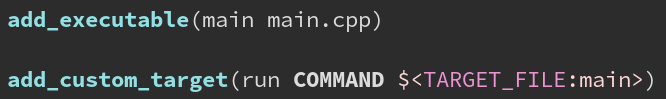 add_executable(main main.cpp)
add_custom_target(run COMMAND $<TARGET_FILE:main>)